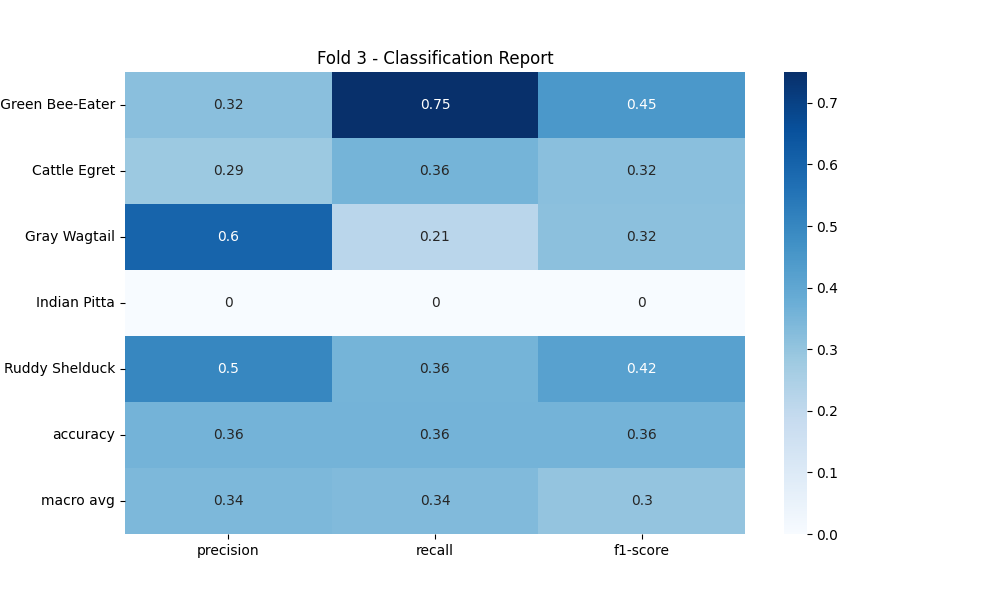 Fold 3 - Classification Report
Green Bee-Eater 0.32 0.75 0.45
Cattle Egret 0.29 0.36 0.32
Gray Wagtail 0.6 0.21 0.32
Indian Pitta 0 0 0
Ruddy Shelduck 0.5 0.36 0.42
accuracy 0.36 0.36 0.36
macro avg 0.34 0.34 0.3
precision recall f1-score
0.7
0.6
0.5
0.4
0.3
0.2
0.1
0.0